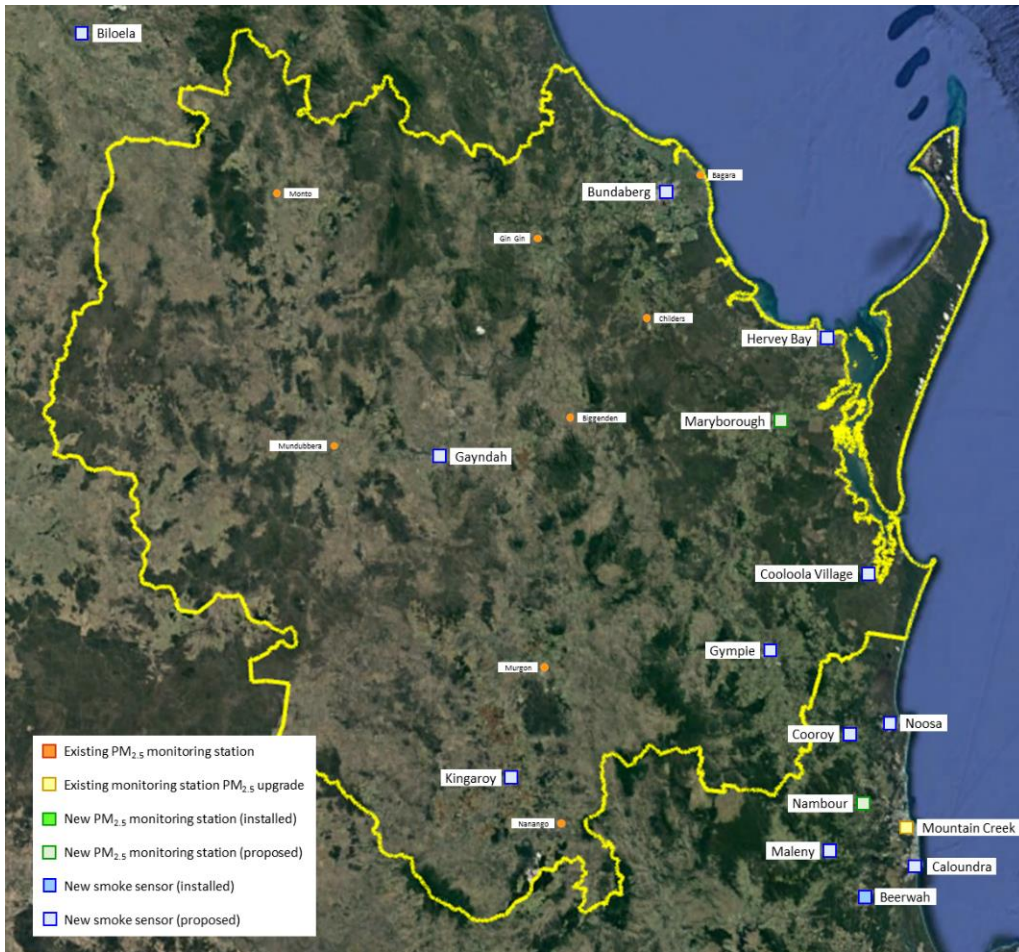 Biloela
Monto
Bundaberg
Bagara
Gin Gin
Childers
Hervey Bay
Biggenden
Maryborough
Mundubbera
Gayndah
Cooloola Village
Gympie
Murgon
Noosa
Cooroy
Existing PM2.5 monitoring station
Existing monitoring station PM2.5 upgrade
New PM2.5 monitoring station (installed)
New PM2.5 monitoring station (proposed)
New smoke sensor (installed)
New smoke sensor (proposed)
Kingaroy
Nambour
Nanango
Mountain Creek
Maleny
Caloundra
Beerwah